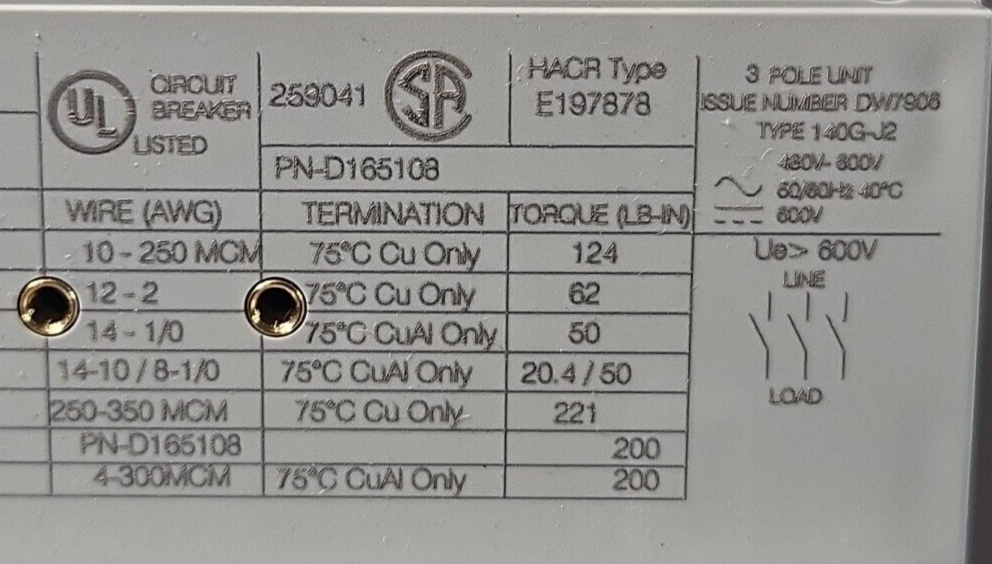 UL
CIRCUIT
BREAKER
LISTED
259041
SA
HACR Type
E197878
PN-D165108
3 POLE UNIT
ISSUE NUMBER DW7908
TYPE 140G-J2
480V- 600V
50/60Hz 40°C
600V
WIRE (AWG) TERMINATION TORQUE (LB-IN)
10 - 250 MCM 75°C Cu Only 124
12 - 2 75°C Cu Only 62
14 - 1/0 75°C CuAl Only 50
14-10 / 8-1/0 75°C CuAl Only 20.4 / 50
250-350 MCM 75°C Cu Only 221
PN-D165108 200
4-300MCM 75°C CuAl Only 200
Ue> 600V
LINE
LOAD